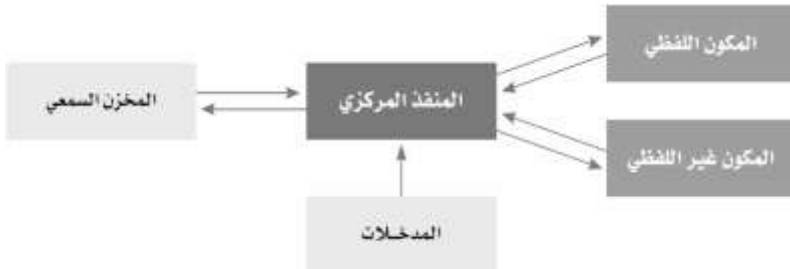 المكون اللفظي
المنفذ المركزي
المخزن السمعي
المكون غير اللفظي
المدخلات